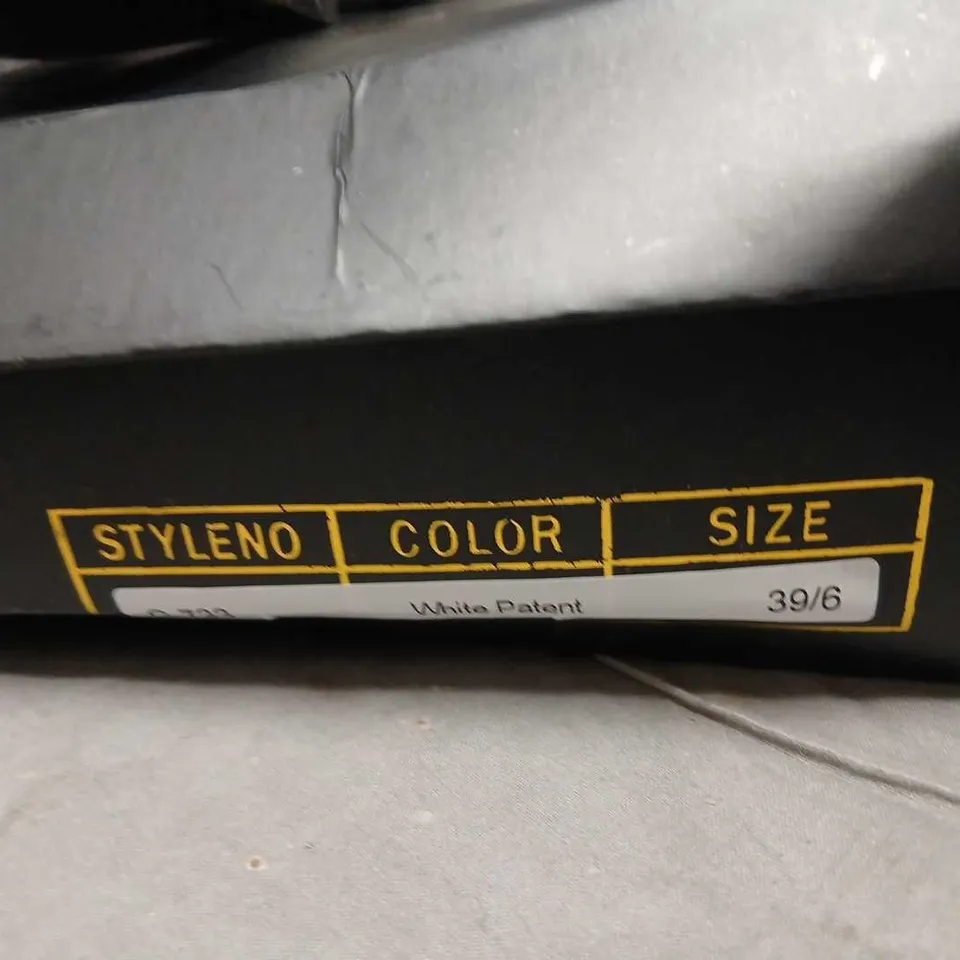 STYLENO COLOR SIZE
White Patent 39/6